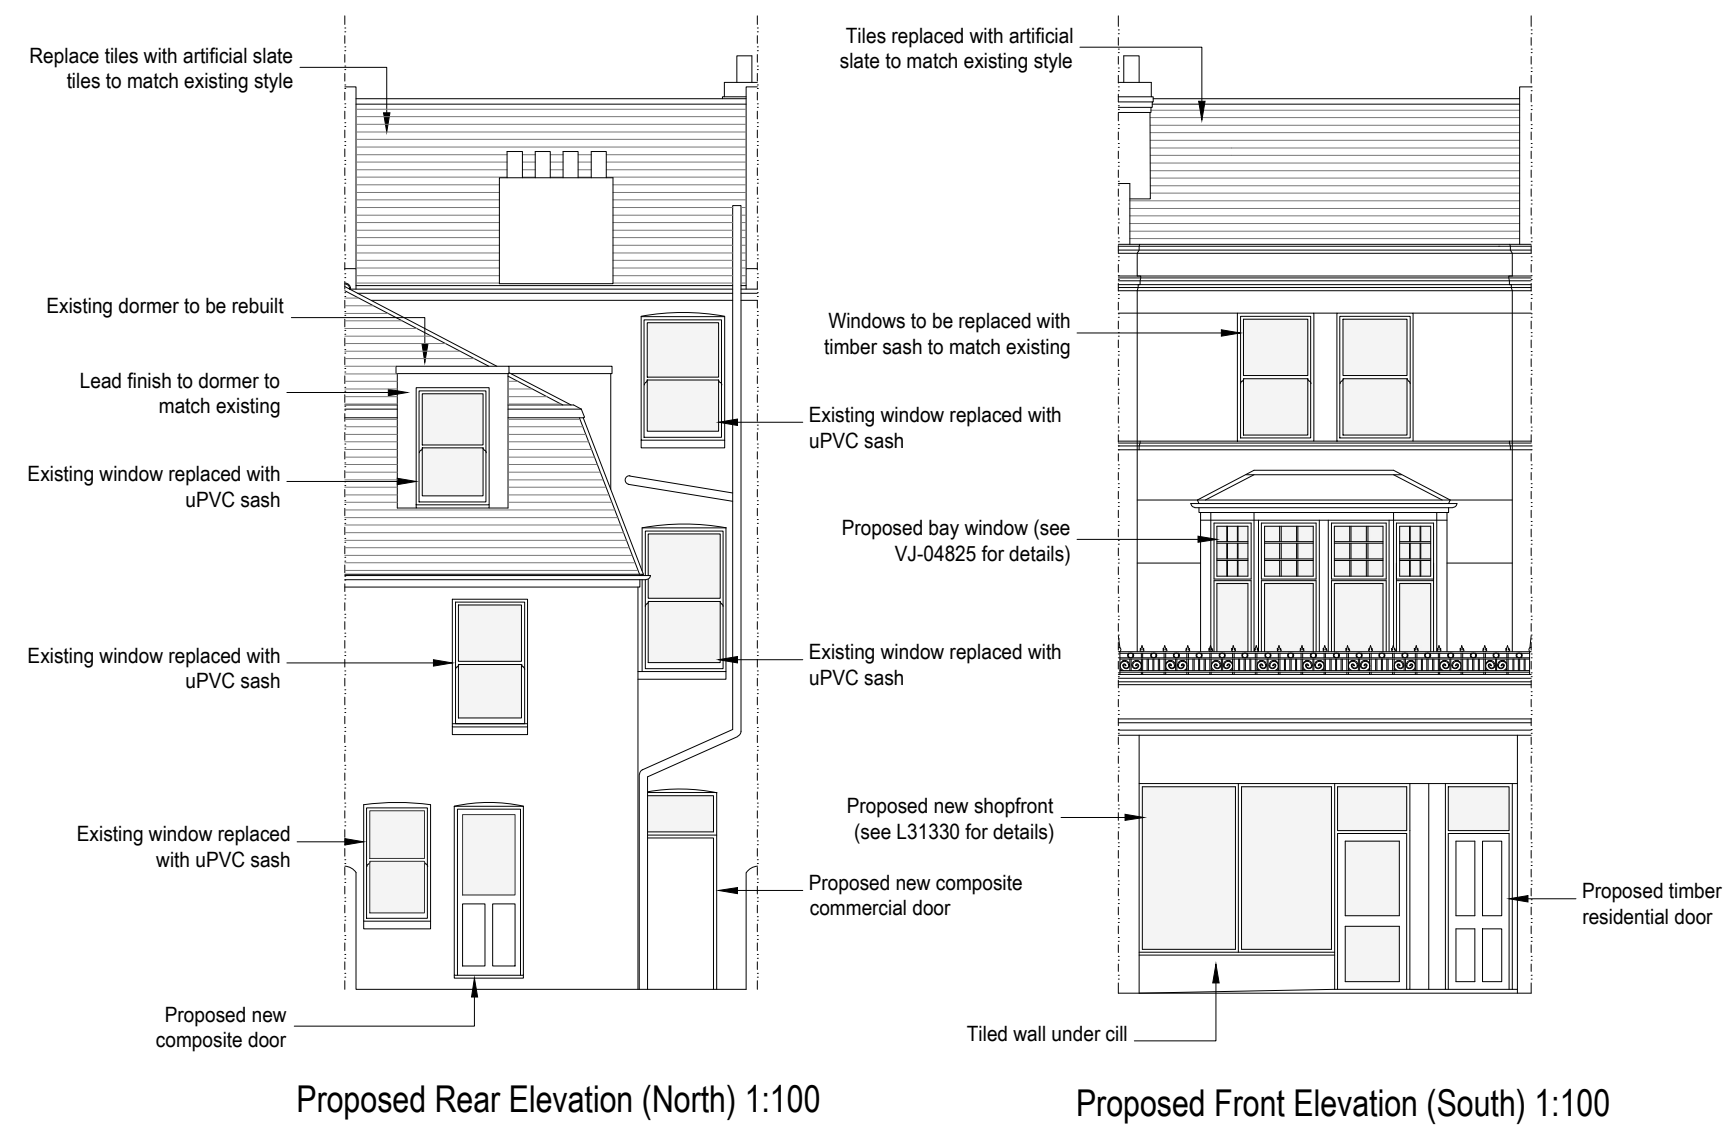 Replace tiles with artificial slate
tiles to match existing style
Existing dormer to be rebuilt
Lead finish to dormer to
match existing
Existing window replaced with
uPVC sash
Existing window replaced with
uPVC sash
Existing window replaced
with uPVC sash
Proposed new
composite door
Existing window replaced with
uPVC sash
Existing window replaced with
uPVC sash
Proposed new composite
commercial door
Proposed Rear Elevation (North) 1:100
Tiles replaced with artificial
slate to match existing style
Windows to be replaced with
timber sash to match existing
Proposed bay window (see
VJ-04825 for details)
Proposed new shopfront
(see L31330 for details)
Tiled wall under cill
Proposed timber
residential door
Proposed Front Elevation (South) 1:100